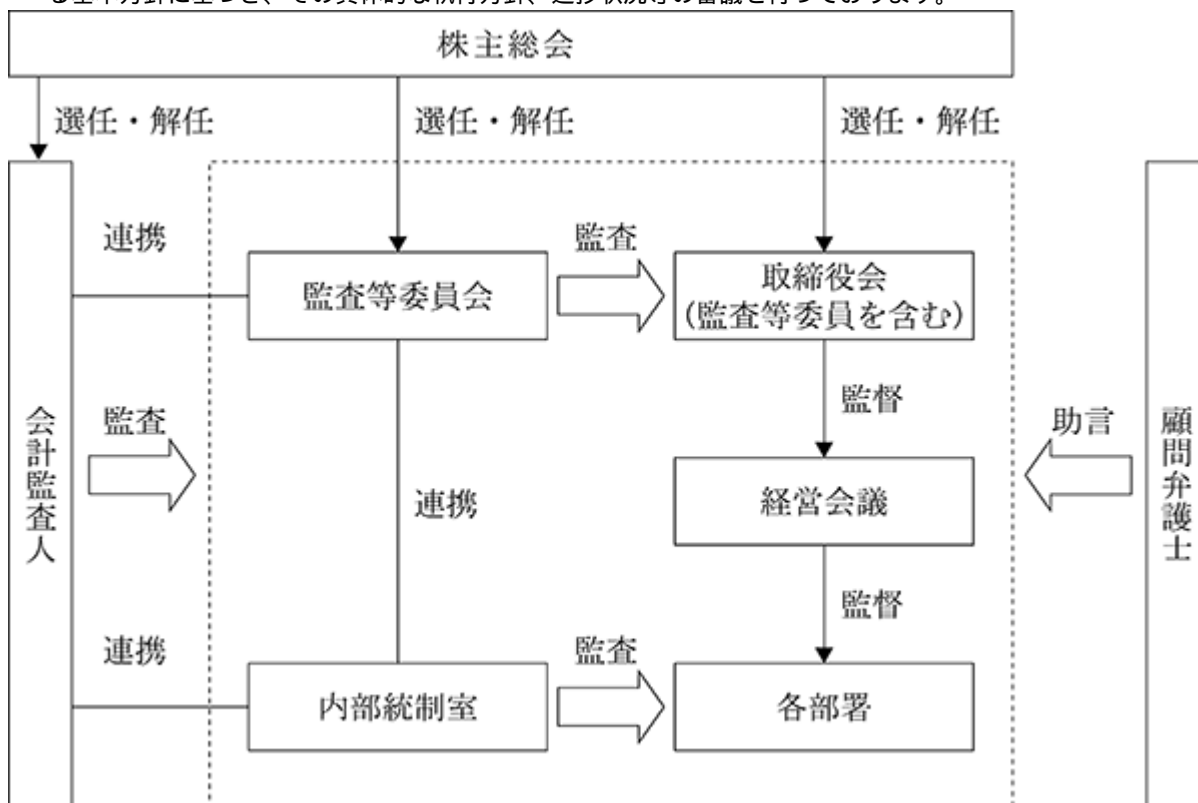 る基本方針に基づき、その具体的な執行方針、進捗状況等の審議を行っております。
株主総会
選任・解任
選任・解任
選任・解任
連携
監査
監査等委員会
取締役会
(監査等委員を含む)
監督
会計監査人
監査
助言
顧問弁護士
連携
経営会議
監督
連携
監査
内部統制室
各部署